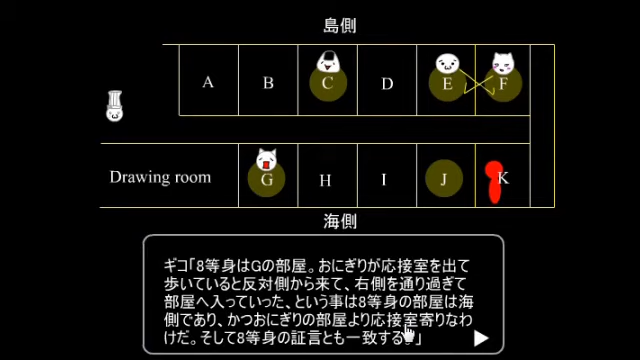 島側
A B C D E F
Drawing room G H I J K
海側
ギコ「8等身はGの部屋。おにぎりが応接室を出て
歩いていると反対側から来て、右側を通り過ぎて
部屋へ入っていった、という事は8等身の部屋は海
側であり、かつおにぎりの部屋より応接室寄りなわ
けだ。そして8等身の証言とも一致する。」